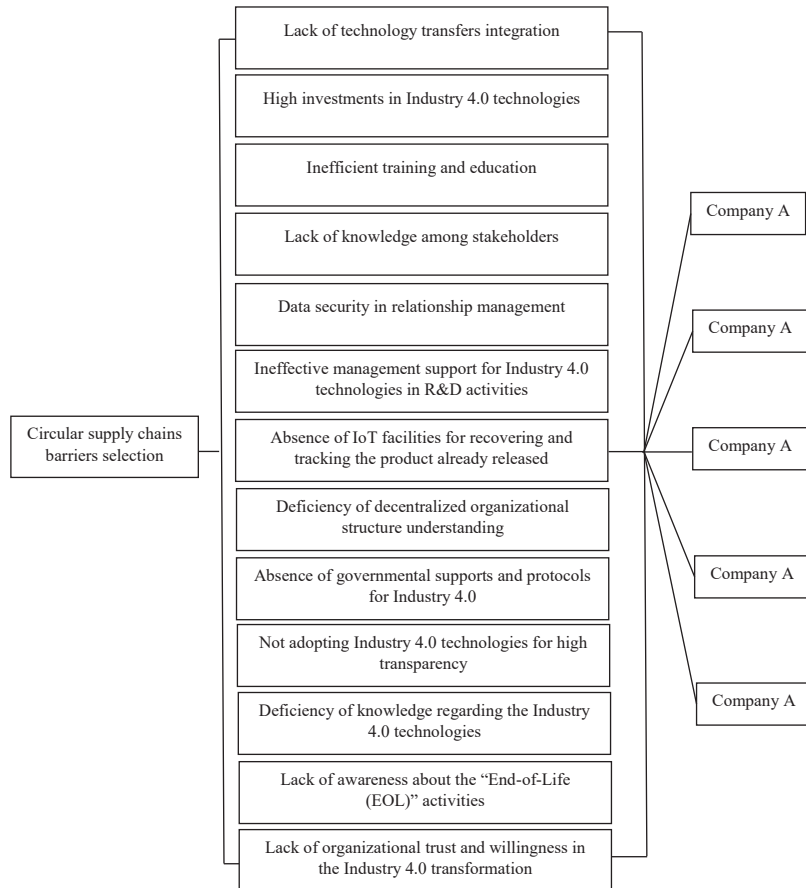 Lack of technology transfers integration
High investments in Industry 4.0 technologies
Inefficient training and education
Lack of knowledge among stakeholders
Data security in relationship management
Ineffective management support for Industry 4.0
technologies in R&D activities
Circular supply chains
barriers selection
Absence of IoT facilities for recovering and
tracking the product already released
Deficiency of decentralized organizational
structure understanding
Absence of governmental supports and protocols
for Industry 4.0
Not adopting Industry 4.0 technologies for high
transparency
Deficiency of knowledge regarding the Industry
4.0 technologies
Lack of awareness about the “End-of-Life
(EOL)” activities
Lack of organizational trust and willingness in
the Industry 4.0 transformation
Company A
Company A
Company A
Company A
Company A